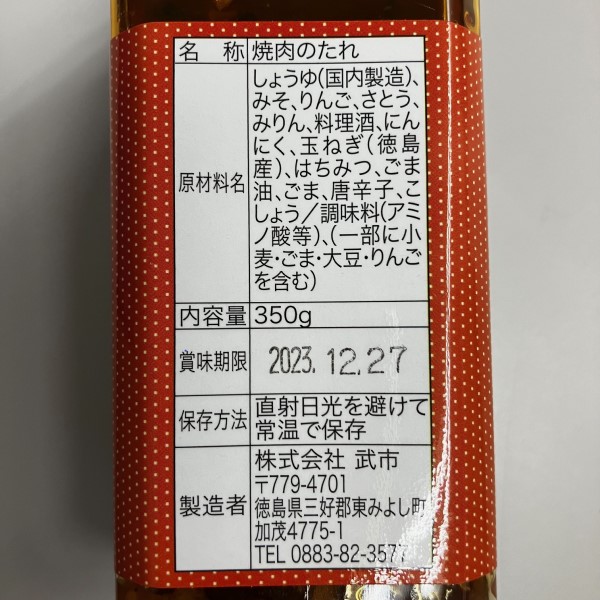 名 称 焼肉のたれ
原材料名
しょうゆ(国内製造)、
みそ、りんご、さとう、
みりん、料理酒、にん
にく、玉ねぎ(徳島
産)、はちみつ、ごま
油、ごま、唐辛子、こ
しょう/調味料(アミ
ノ酸等)、(一部に小
麦・ごま・大豆・りんご
を含む)
内容量 350g
賞味期限 2023.12.27
保存方法
直射日光を避けて
常温で保存
製造者
株式会社 武市
〒779-4701
徳島県三好郡東みよし町
加茂4775-1
TEL 0883-82-3577